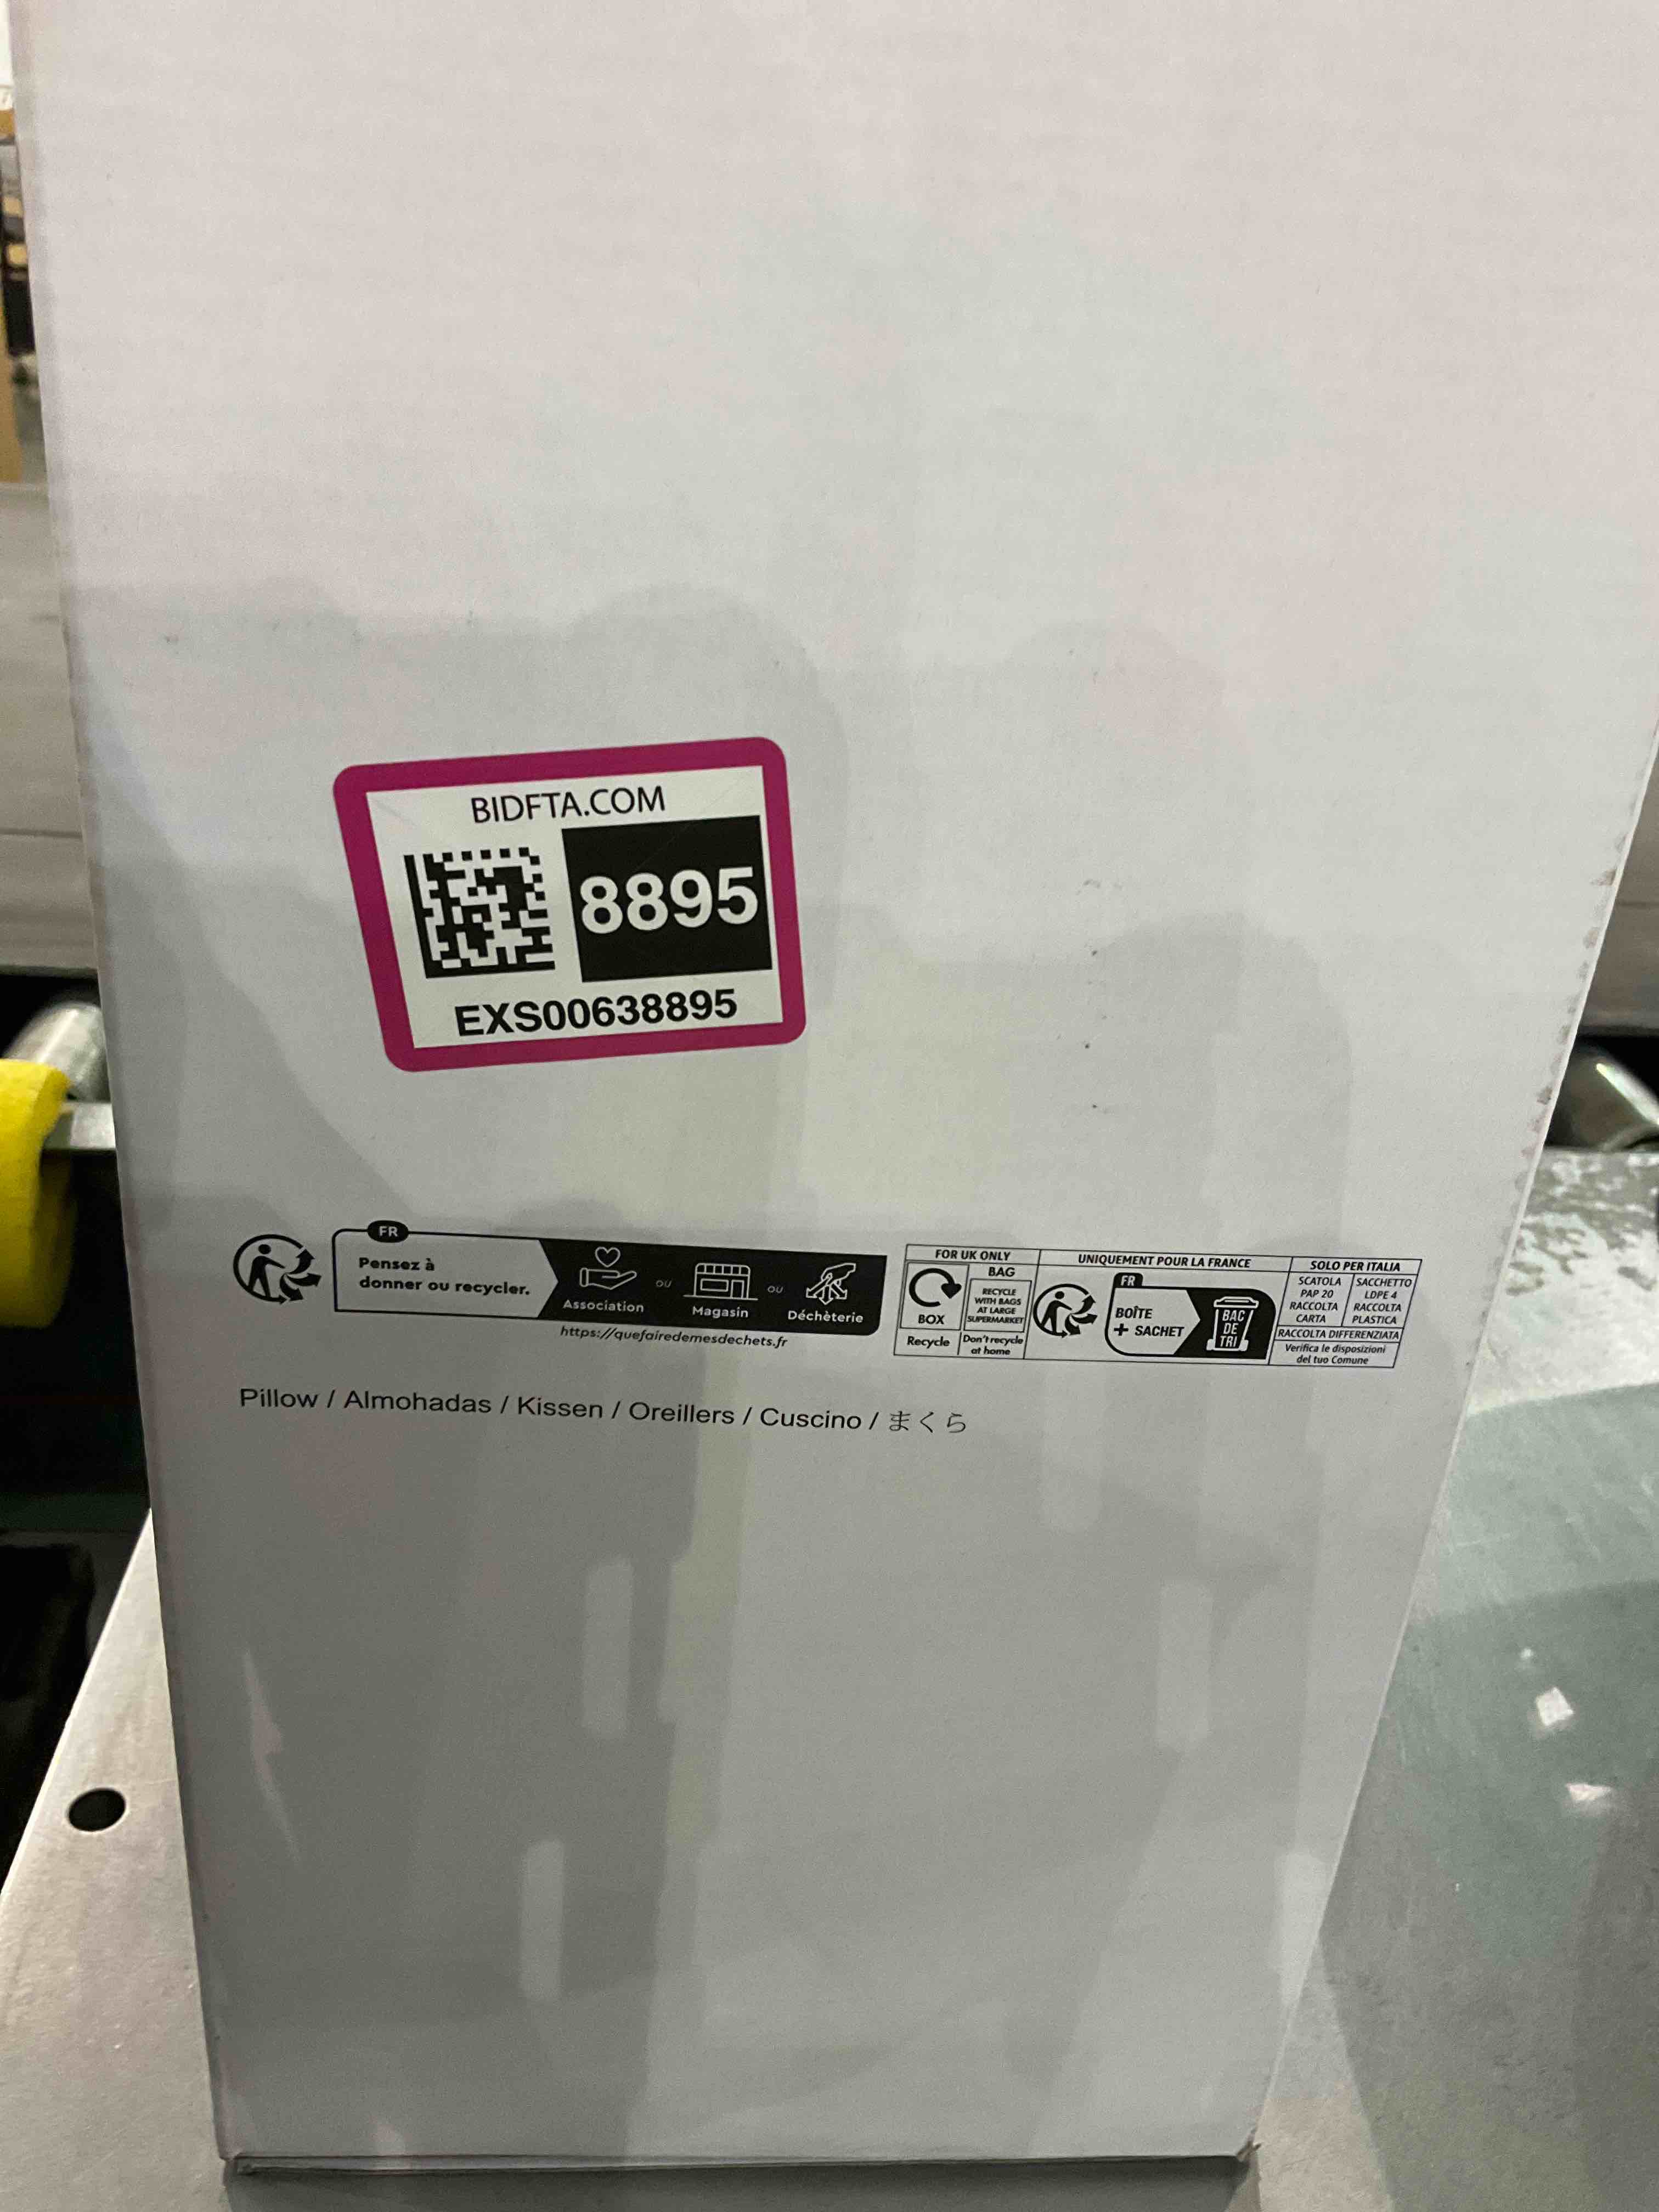 BIDFTA.COM
8895
EXS00638895
FR
Pensez à
donner ou recycler.
Association
OU
Magasin
OU
Déchèterie
https://quefairedemesdechets.fr
FOR UK ONLY
BOX
Recycle
BAG
RECYCLE
WITH BAGS
AT LARGE
SUPERMARKET
Don't recycle
at home
UNIQUEMENT POUR LA FRANCE
FR
BOÎTE
+ SACHET
BAC
DE
TRI
SOLO PER ITALIA
SCATOLA
PAP 20
RACCOLTA
CARTA
SACCHETTO
LDPE 4
RACCOLTA
PLASTICA
RACCOLTA DIFFERENZIATA
Verifica le disposizioni
del tuo Comune
Pillow / Almohadas / Kissen / Oreillers / Cuscino / まくら